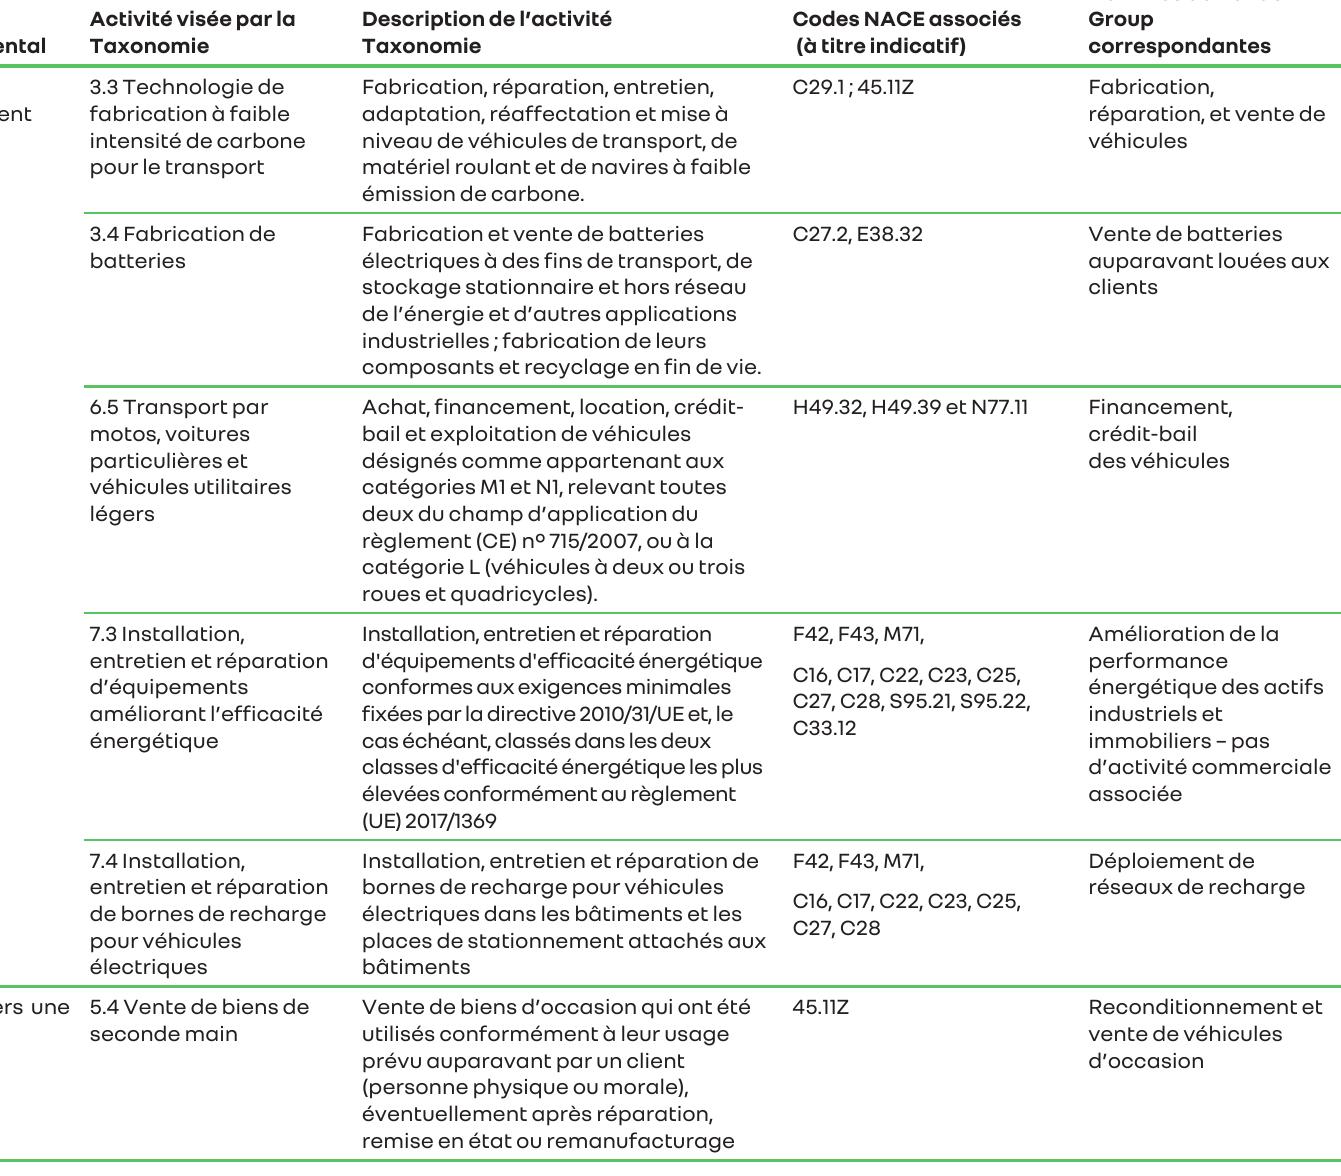 Activité visée par la
Taxonomie
Description de l'activité
Taxonomie
Codes NACE associés
(à titre indicatif)
Group
correspondantes
3.3 Technologie de
fabrication à faible
intensité de carbone
pour le transport
Fabrication, réparation, entretien,
adaptation, réaffectation et mise à
niveau de véhicules de transport, de
matériel roulant et de navires à faible
émission de carbone.
C29.1 ; 45.11Z
Fabrication,
réparation, et vente de
véhicules
3.4 Fabrication de
batteries
Fabrication et vente de batteries
électriques à des fins de transport, de
stockage stationnaire et hors réseau
de l'énergie et d'autres applications
industrielles ; fabrication de leurs
composants et recyclage en fin de vie.
C27.2, E38.32
Vente de batteries
auparavant louées aux
clients
6.5 Transport par
motos, voitures
particulières et
véhicules utilitaires
légers
Achat, financement, location, crédit-
bail et exploitation de véhicules
désignés comme appartenant aux
catégories M1 et N1, relevant toutes
deux du champ d'application du
règlement (CE) nº 715/2007, ou à la
catégorie L (véhicules à deux ou trois
roues et quadricycles).
H49.32, H49.39 et N77.11
Financement,
crédit-bail
des véhicules
7.3 Installation,
entretien et réparation
d'équipements
améliorant l'efficacité
énergétique
Installation, entretien et réparation
d'équipements d'efficacité énergétique
conformes aux exigences minimales
fixées par la directive 2010/31/UE et, le
cas échéant, classés dans les deux
classes d'efficacité énergétique les plus
élevées conformément au règlement
(UE) 2017/1369
F42, F43, M71,
C16, C17, C22, C23, C25,
C27, C28, S95.21, S95.22,
C33.12
Amélioration de la
performance
énergétique des actifs
industriels et
immobiliers – pas
d'activité commerciale
associée
7.4 Installation,
entretien et réparation
de bornes de recharge
pour véhicules
électriques
Installation, entretien et réparation de
bornes de recharge pour véhicules
électriques dans les bâtiments et les
places de stationnement attachés aux
bâtiments
F42, F43, M71,
C16, C17, C22, C23, C25,
C27, C28
Déploiement de
réseaux de recharge
une
5.4 Vente de biens de
seconde main
Vente de biens d'occasion qui ont été
utilisés conformément à leur usage
prévu auparavant par un client
(personne physique ou morale),
éventuellement après réparation,
remise en état ou remanufacturage
45.11Z
Reconditionnement et
vente de véhicules
d'occasion